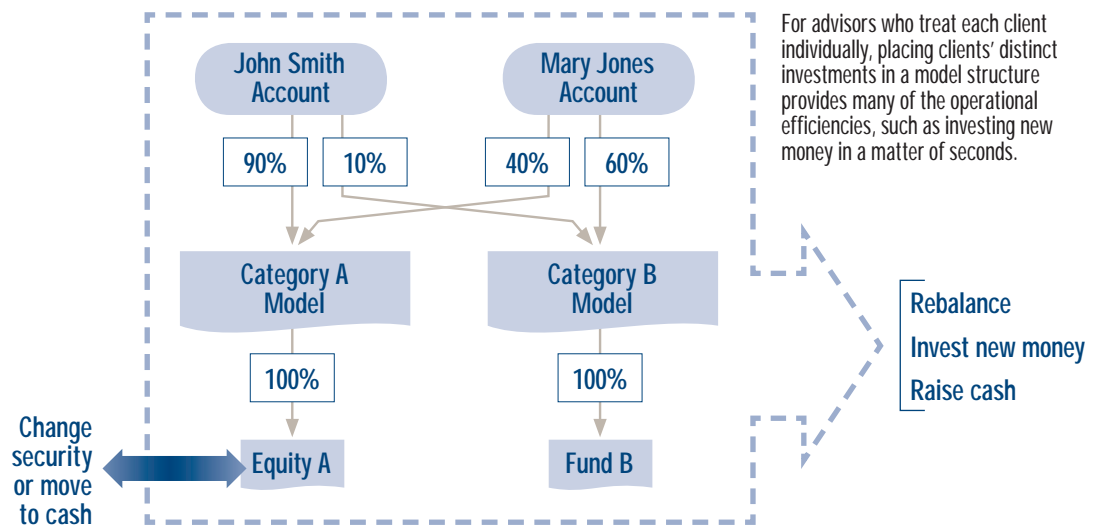 For advisors who treat each client
individually, placing clients’ distinct
investments in a model structure
provides many of the operational
efficiencies, such as investing new
money in a matter of seconds.
John Smith
Account
Mary Jones
Account
90%
10%
40%
60%
Category A
Model
Category B
Model
100%
100%
Equity A
Fund B
Change
security
or move
to cash
Rebalance
Invest new money
Raise cash